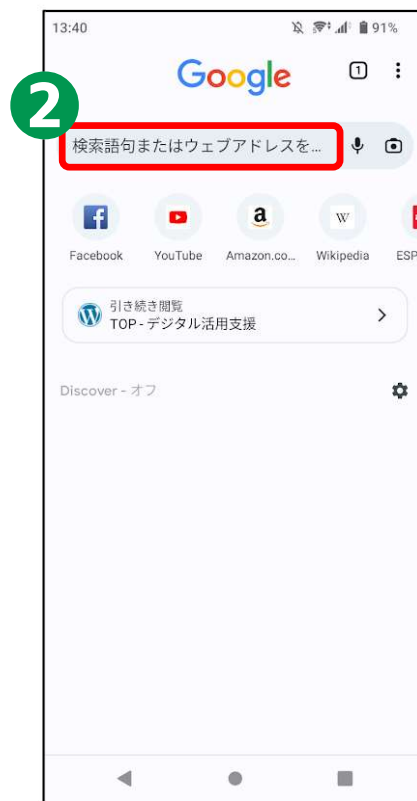 13:40
91%
Google
1
2
検索語句またはウェブアドレスを...
Facebook
YouTube
Amazon.co...
Wikipedia
ESP
引き続き閲覧
TOP - デジタル活用支援
Discover – オフ